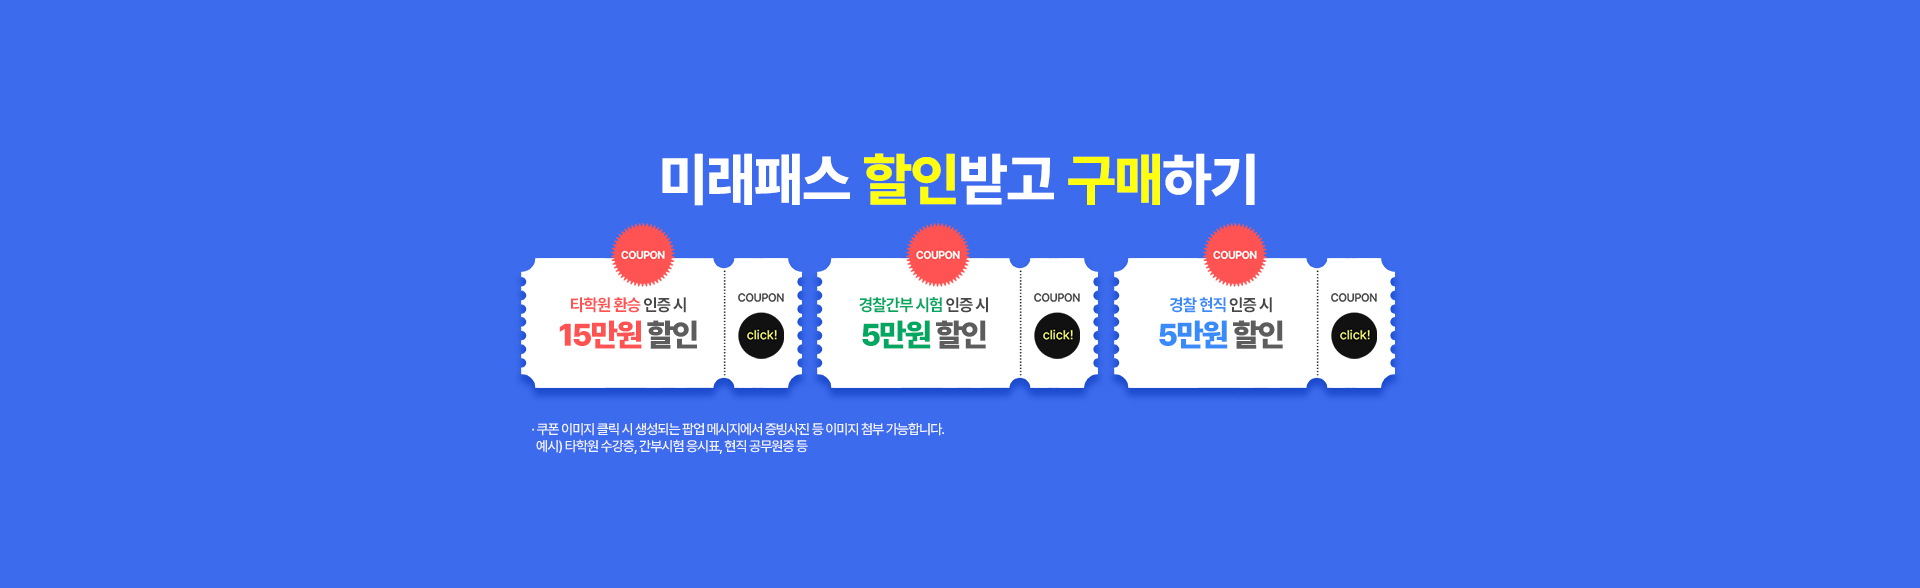 미래패스 할인받고 구매하기
COUPON
타학원 환승 인증 시
15만원 할인
COUPON
click!
COUPON
경찰간부 시험 인증 시
5만원 할인
COUPON
click!
COUPON
경찰 현직 인증 시
5만원 할인
COUPON
click!
· 쿠폰 이미지 클릭 시 생성되는 팝업 메시지에서 증빙사진 등 이미지 첨부 가능합니다.
예시) 타학원 수강증, 간부시험 응시표, 현직 공무원증 등